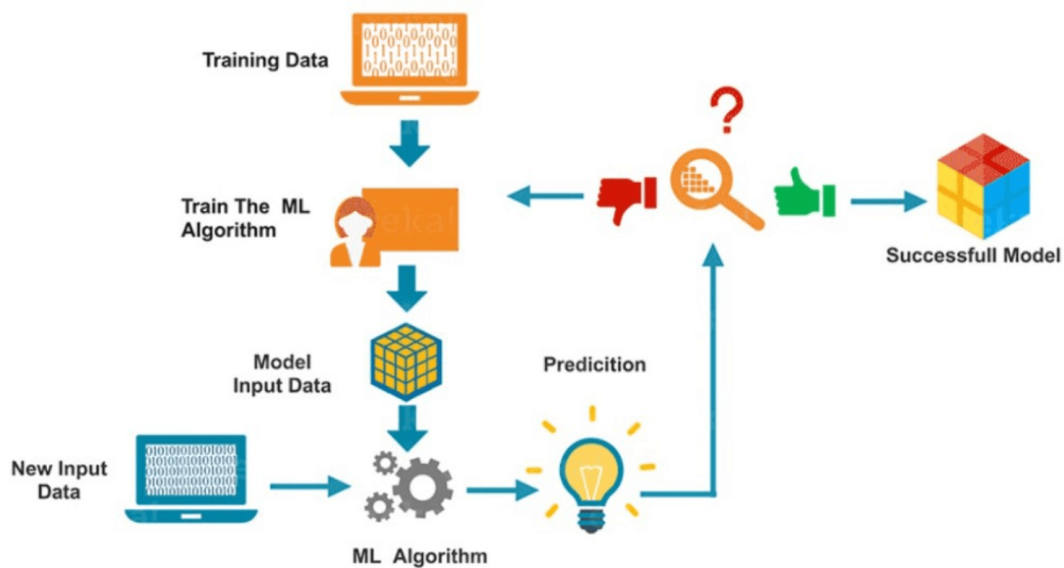 Training Data
?
Train The ML
Algorithm
Successfull Model
Model
Input Data
Predicition
New Input
Data
ML Algorithm